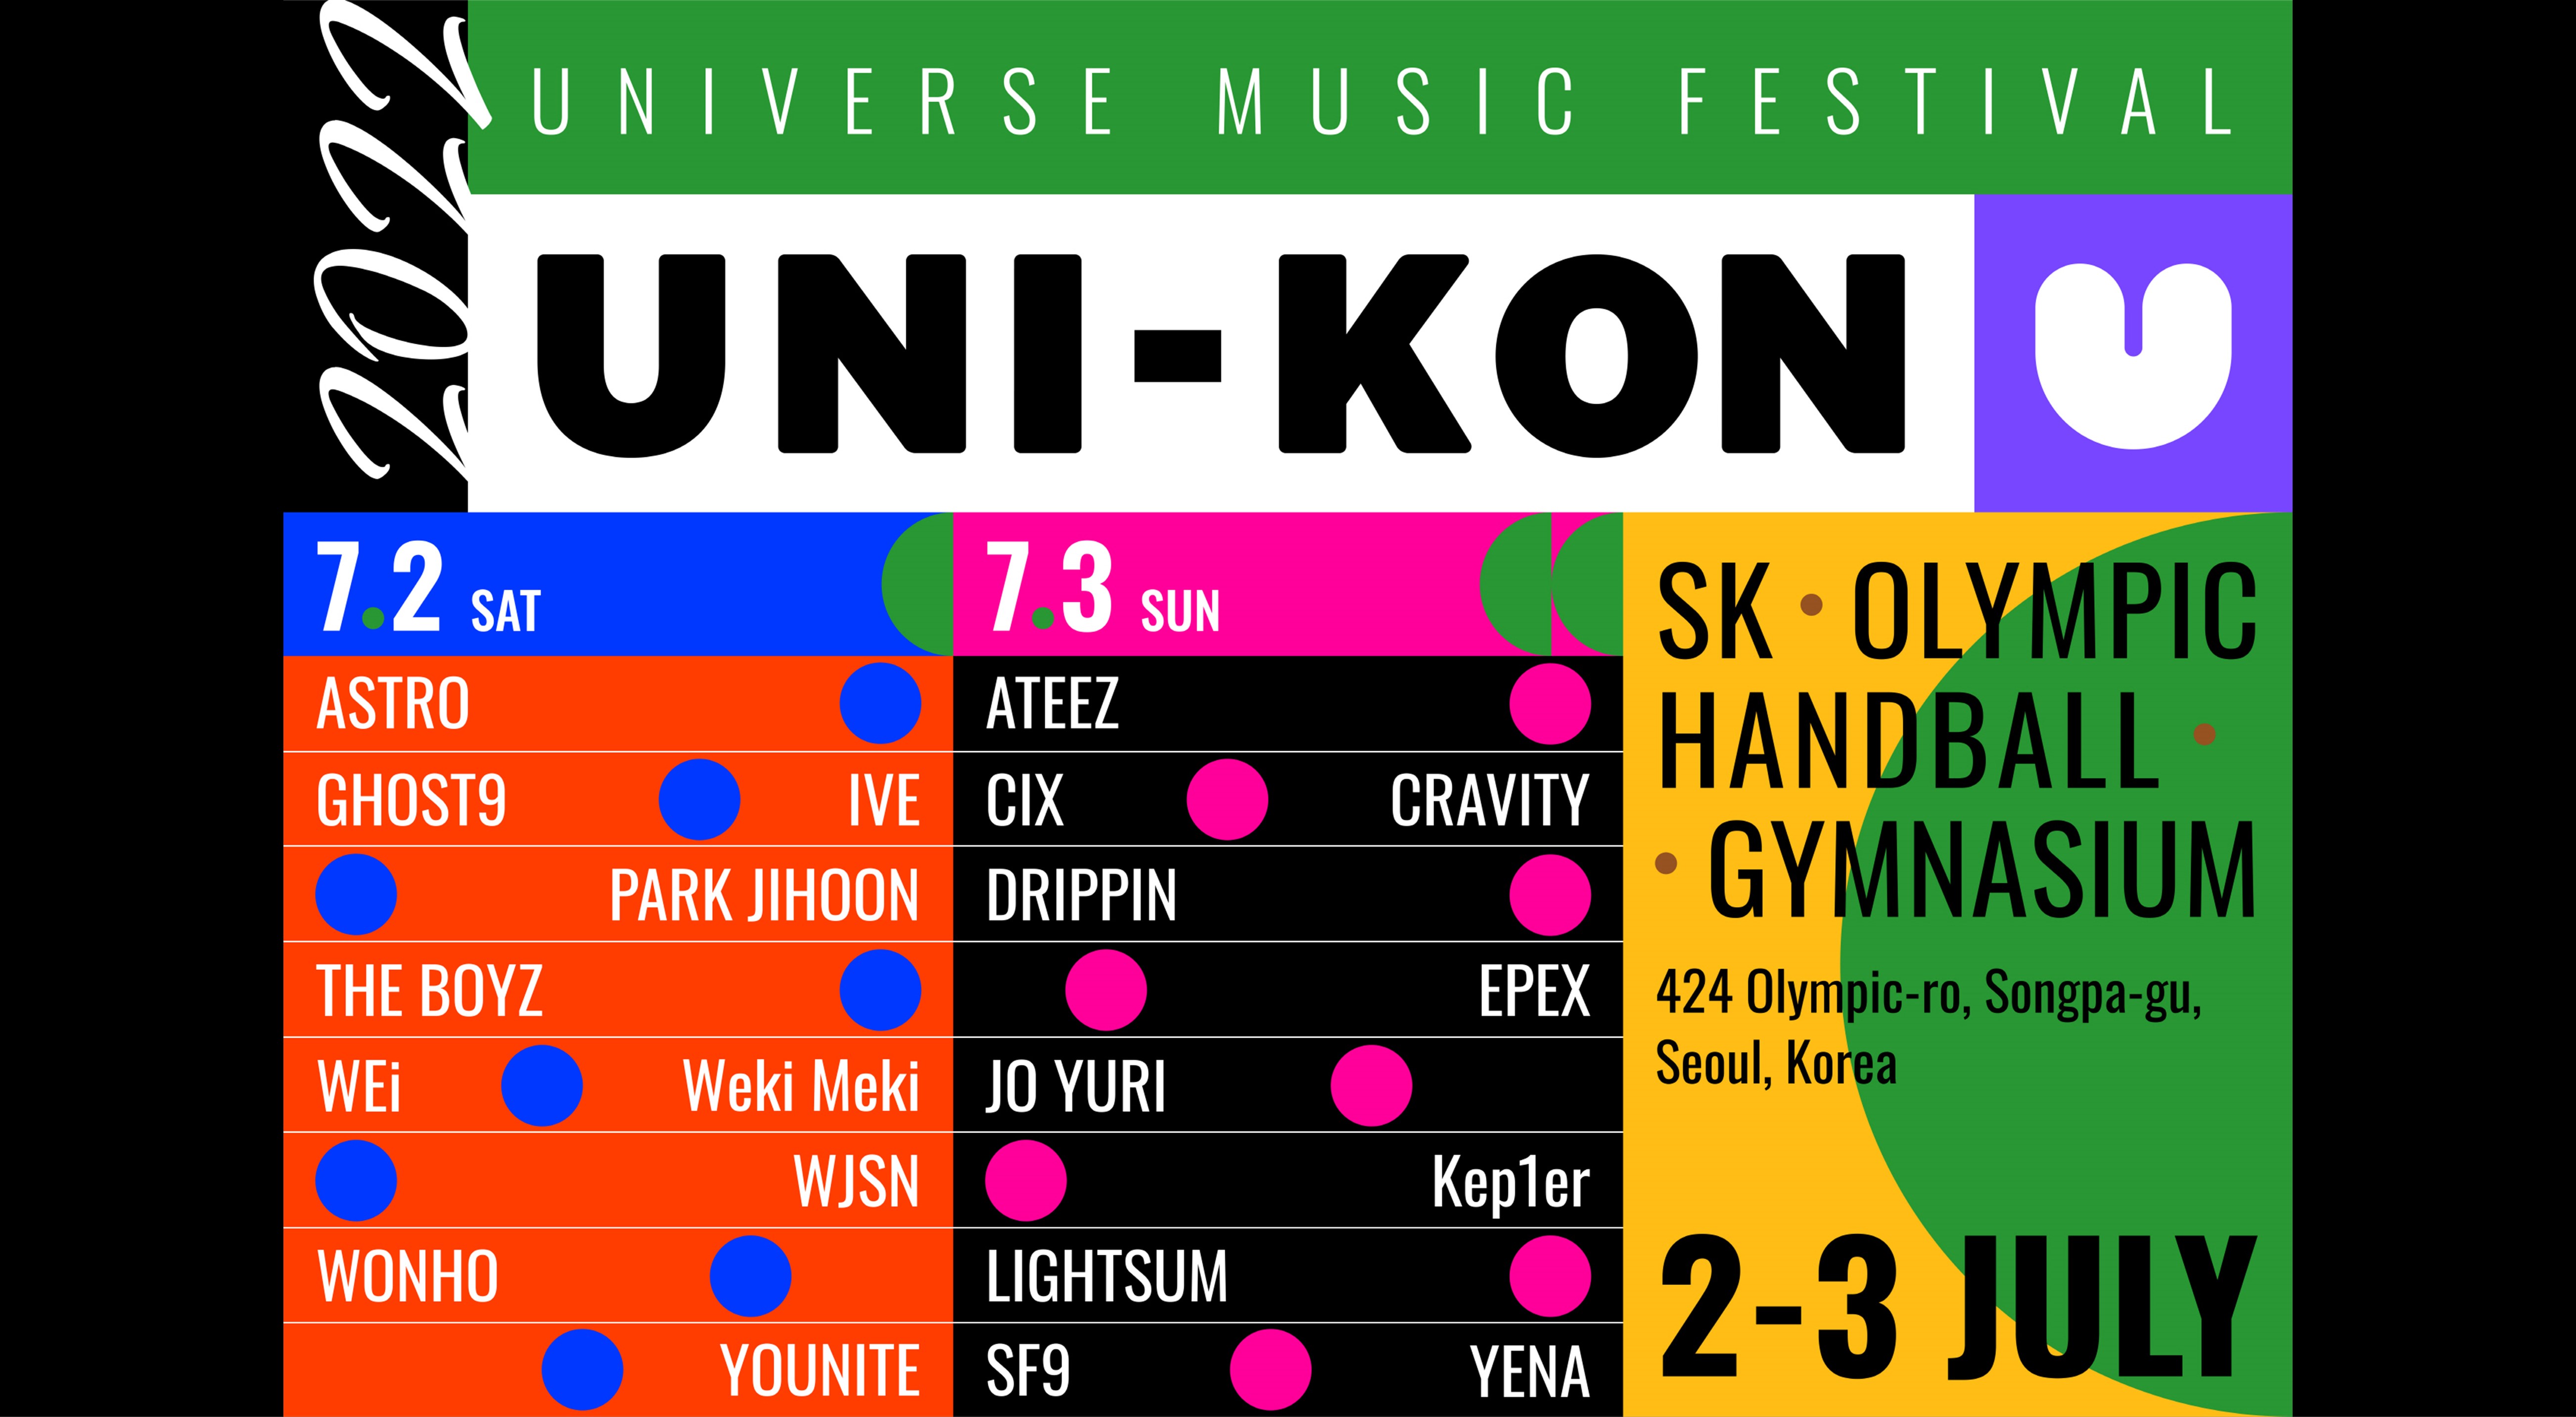 2022
UNIVERSE MUSIC FESTIVAL
UNI-KON
7.2 SAT
ASTRO
GHOST9 IVE
PARK JIHOON
THE BOYZ
WEi Weki Meki
WJSN
WONHO
YOUNITE
7.3 SUN
ATEEZ
CIX CRAVITY
DRIPPIN
EPEX
JO YURI
Kep1er
LIGHTSUM
SF9 YENA
SK • OLYMPIC
HANDBALL •
• GYMNASIUM
424 Olympic-ro, Songpa-gu,
Seoul, Korea
2-3 JULY